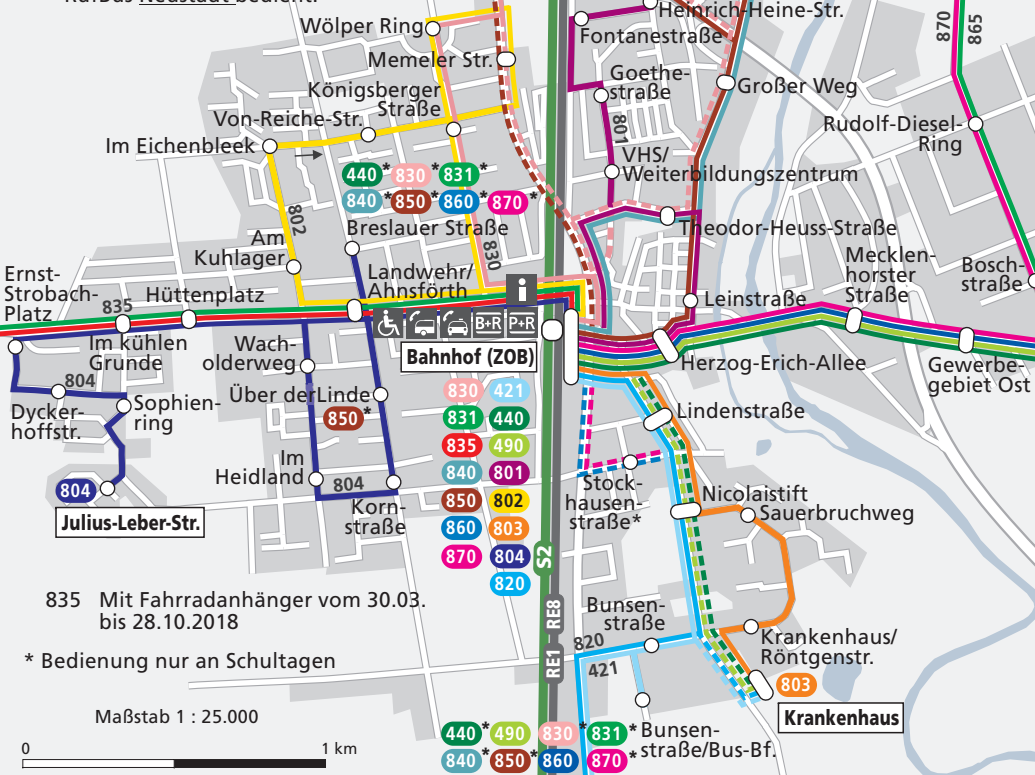 RufBus Neustadt bedient.
Wölper Ring
Memeler Str.
Königsberger
Straße
Von-Reiche-Str.
Im Eichenbleek
440* 830* 831*
840* 850* 860* 870*
802
Breslauer Straße
830
Am
Kuhlager
Landwehr/
Ahnsförth
Ernst-
Strobach-
Platz
835
Hüttenplatz
Im kühlen
Grunde
Wach-
olderweg
Über der Linde
850*
804
Dycker-
hoffstr.
Sophien-
ring
804
Julius-Leber-Str.
Im
Heidland
804
Korn-
straße
i
B+R
P+R
Bahnhof (ZOB)
830 421
831 440
835 490
840 801
850 802
860 803
870 804
820
S2
RE8
RE1
Heinrich-Heine-Str.
Fontanestraße
Goethe-
straße
801
Großer Weg
VHS/
Weiterbildungszentrum
Theodor-Heuss-Straße
Leinstraße
Herzog-Erich-Allee
870
865
Rudolf-Diesel-
Ring
Mecklen-
horster
Straße
Bosch-
straße
Gewerbe-
gebiet Ost
Lindenstraße
Stock-
hausen-
straße*
Nicolaistift
Sauerbruchweg
Bunsen-
straße
820
421
Krankenhaus/
Röntgenstr.
803
Krankenhaus
Bunsen-
straße/Bus-Bf.
440* 490 830* 831*
840* 850* 860 870*
835 Mit Fahrradanhänger vom 30.03.
bis 28.10.2018
* Bedienung nur an Schultagen
Maßstab 1 : 25.000
0 1 km